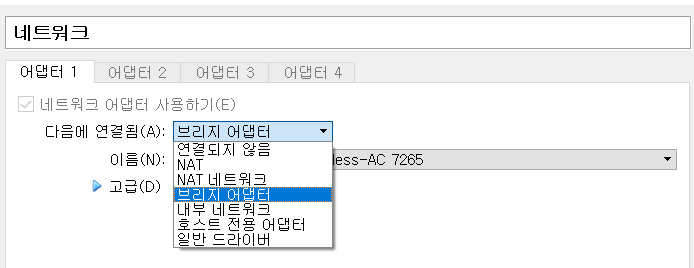 네트워크
어댑터 1 어댑터 2 어댑터 3 어댑터 4
네트워크 어댑터 사용하기(E)
다음에 연결됨(A): 브리지 어댑터
연결되지 않음
이름(N): less-AC 7265
NAT
NAT 네트워크
고급(D) 브리지 어댑터
내부 네트워크
호스트 전용 어댑터
일반 드라이버